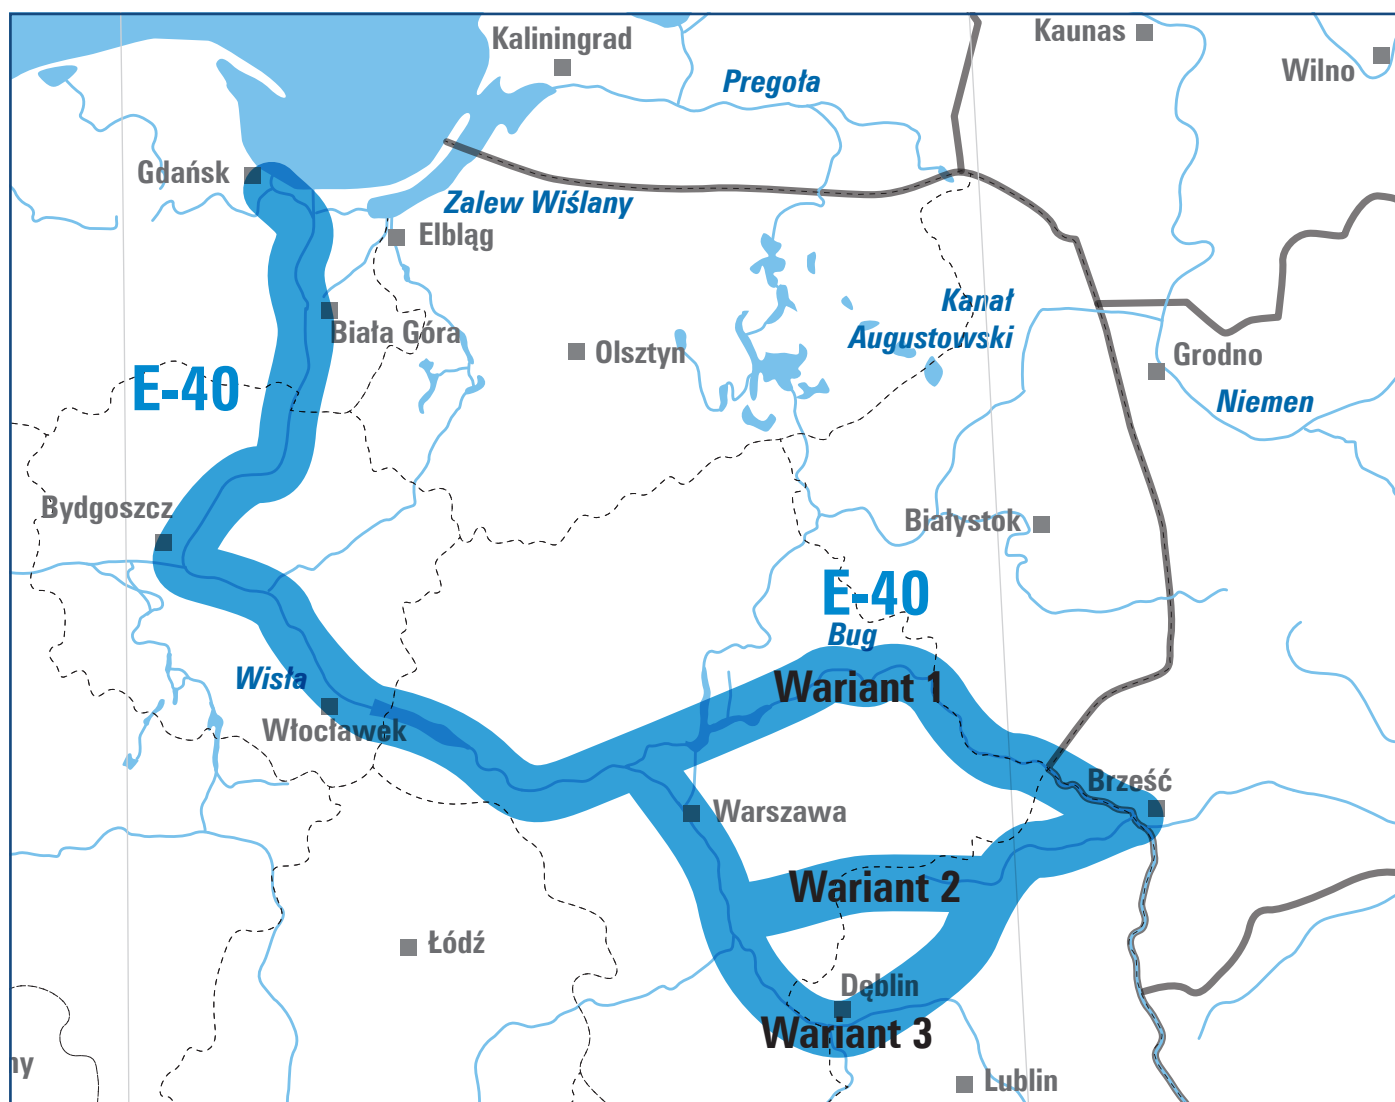 Kaliningrad
Kaunas
Wilno
Pregoła
Gdańsk
Zalew Wiślany
Elbląg
Kanał
Augustowski
Biała Góra
Olsztyn
Grodno
E-40
Niemen
Bydgoszcz
Białystok
E-40
Bug
Wisła
Wariant 1
Włocławek
Brześć
Warszawa
Wariant 2
Łódź
Dęblin
Wariant 3
ny
Lublin